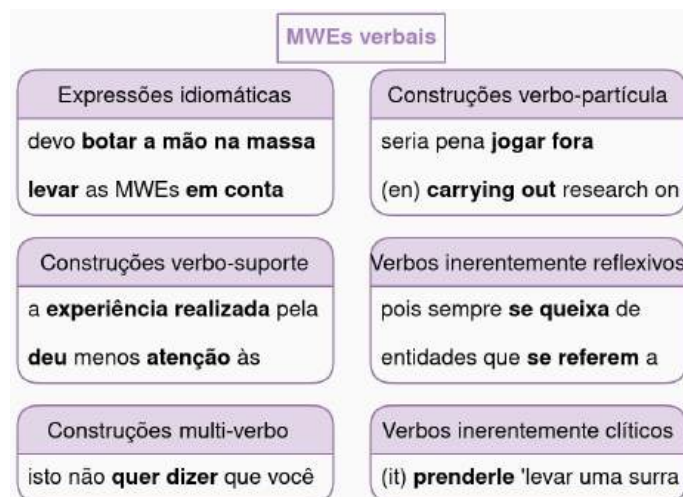 MWEs verbais
Expressões idiomáticas
devo botar a mão na massa
levar as MWEs em conta
Construções verbo-partícula
seria pena jogar fora
(en) carrying out research on
Construções verbo-suporte
a experiência realizada pela
deu menos atenção às
Verbos inerentemente reflexivos
pois sempre se queixa de
entidades que se referem a
Construções multi-verbo
isto não quer dizer que você
Verbos inerentemente clíticos
(it) prenderle 'levar uma surra